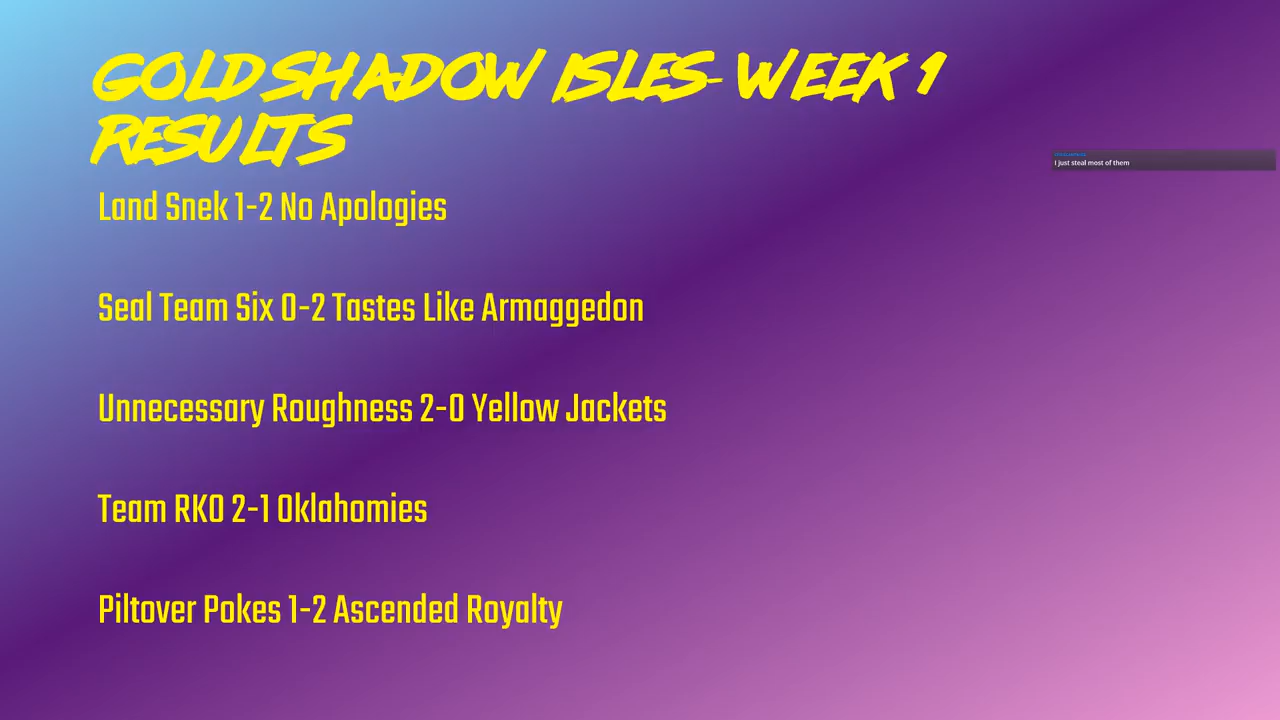 GOLD SHADOW ISLES- WEEK 1
RESULTS
I just steal most of them
Land Snek 1-2 No Apologies
Seal Team Six 0-2 Tastes Like Armaggedon
Unnecessary Roughness 2-0 Yellow Jackets
Team RKO 2-1 Oklahomies
Piltover Pokes 1-2 Ascended Royalty